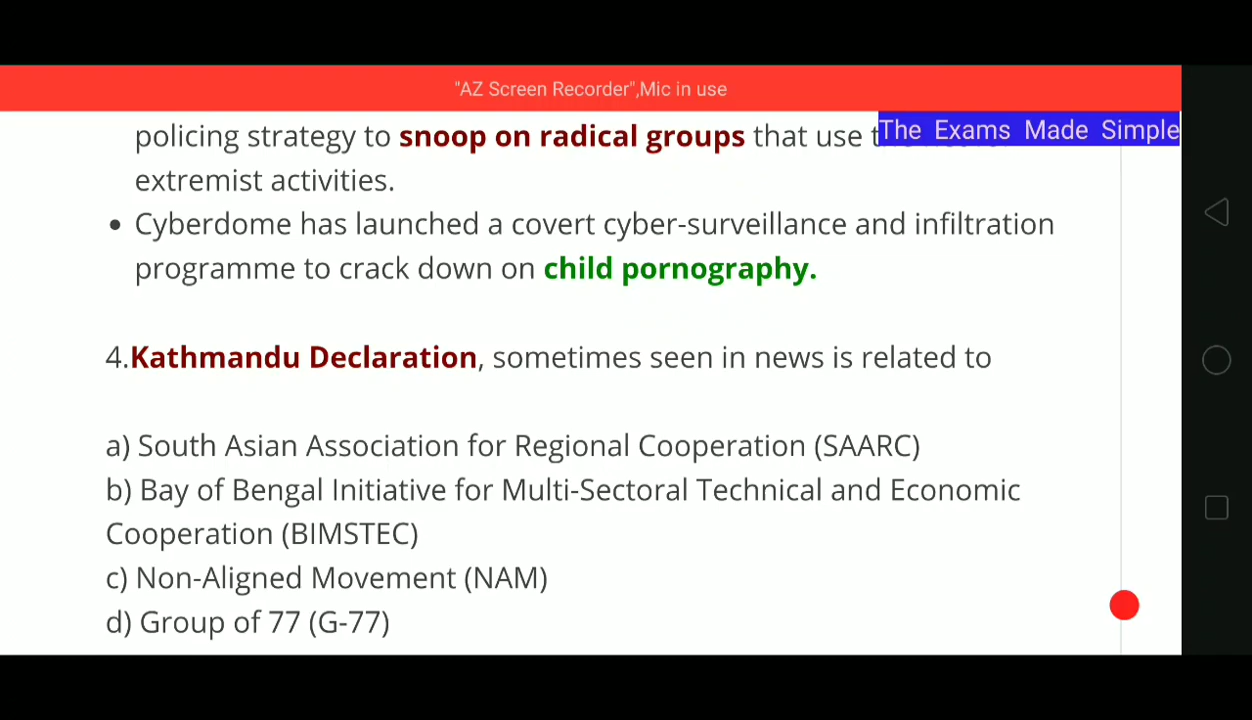 "AZ Screen Recorder",Mic in use
The Exams Made Simple
policing strategy to snoop on radical groups that use
extremist activities.
• Cyberdome has launched a covert cyber-surveillance and infiltration
programme to crack down on child pornography.
4.Kathmandu Declaration, sometimes seen in news is related to
a) South Asian Association for Regional Cooperation (SAARC)
b) Bay of Bengal Initiative for Multi-Sectoral Technical and Economic
Cooperation (BIMSTEC)
c) Non-Aligned Movement (NAM)
d) Group of 77 (G-77)